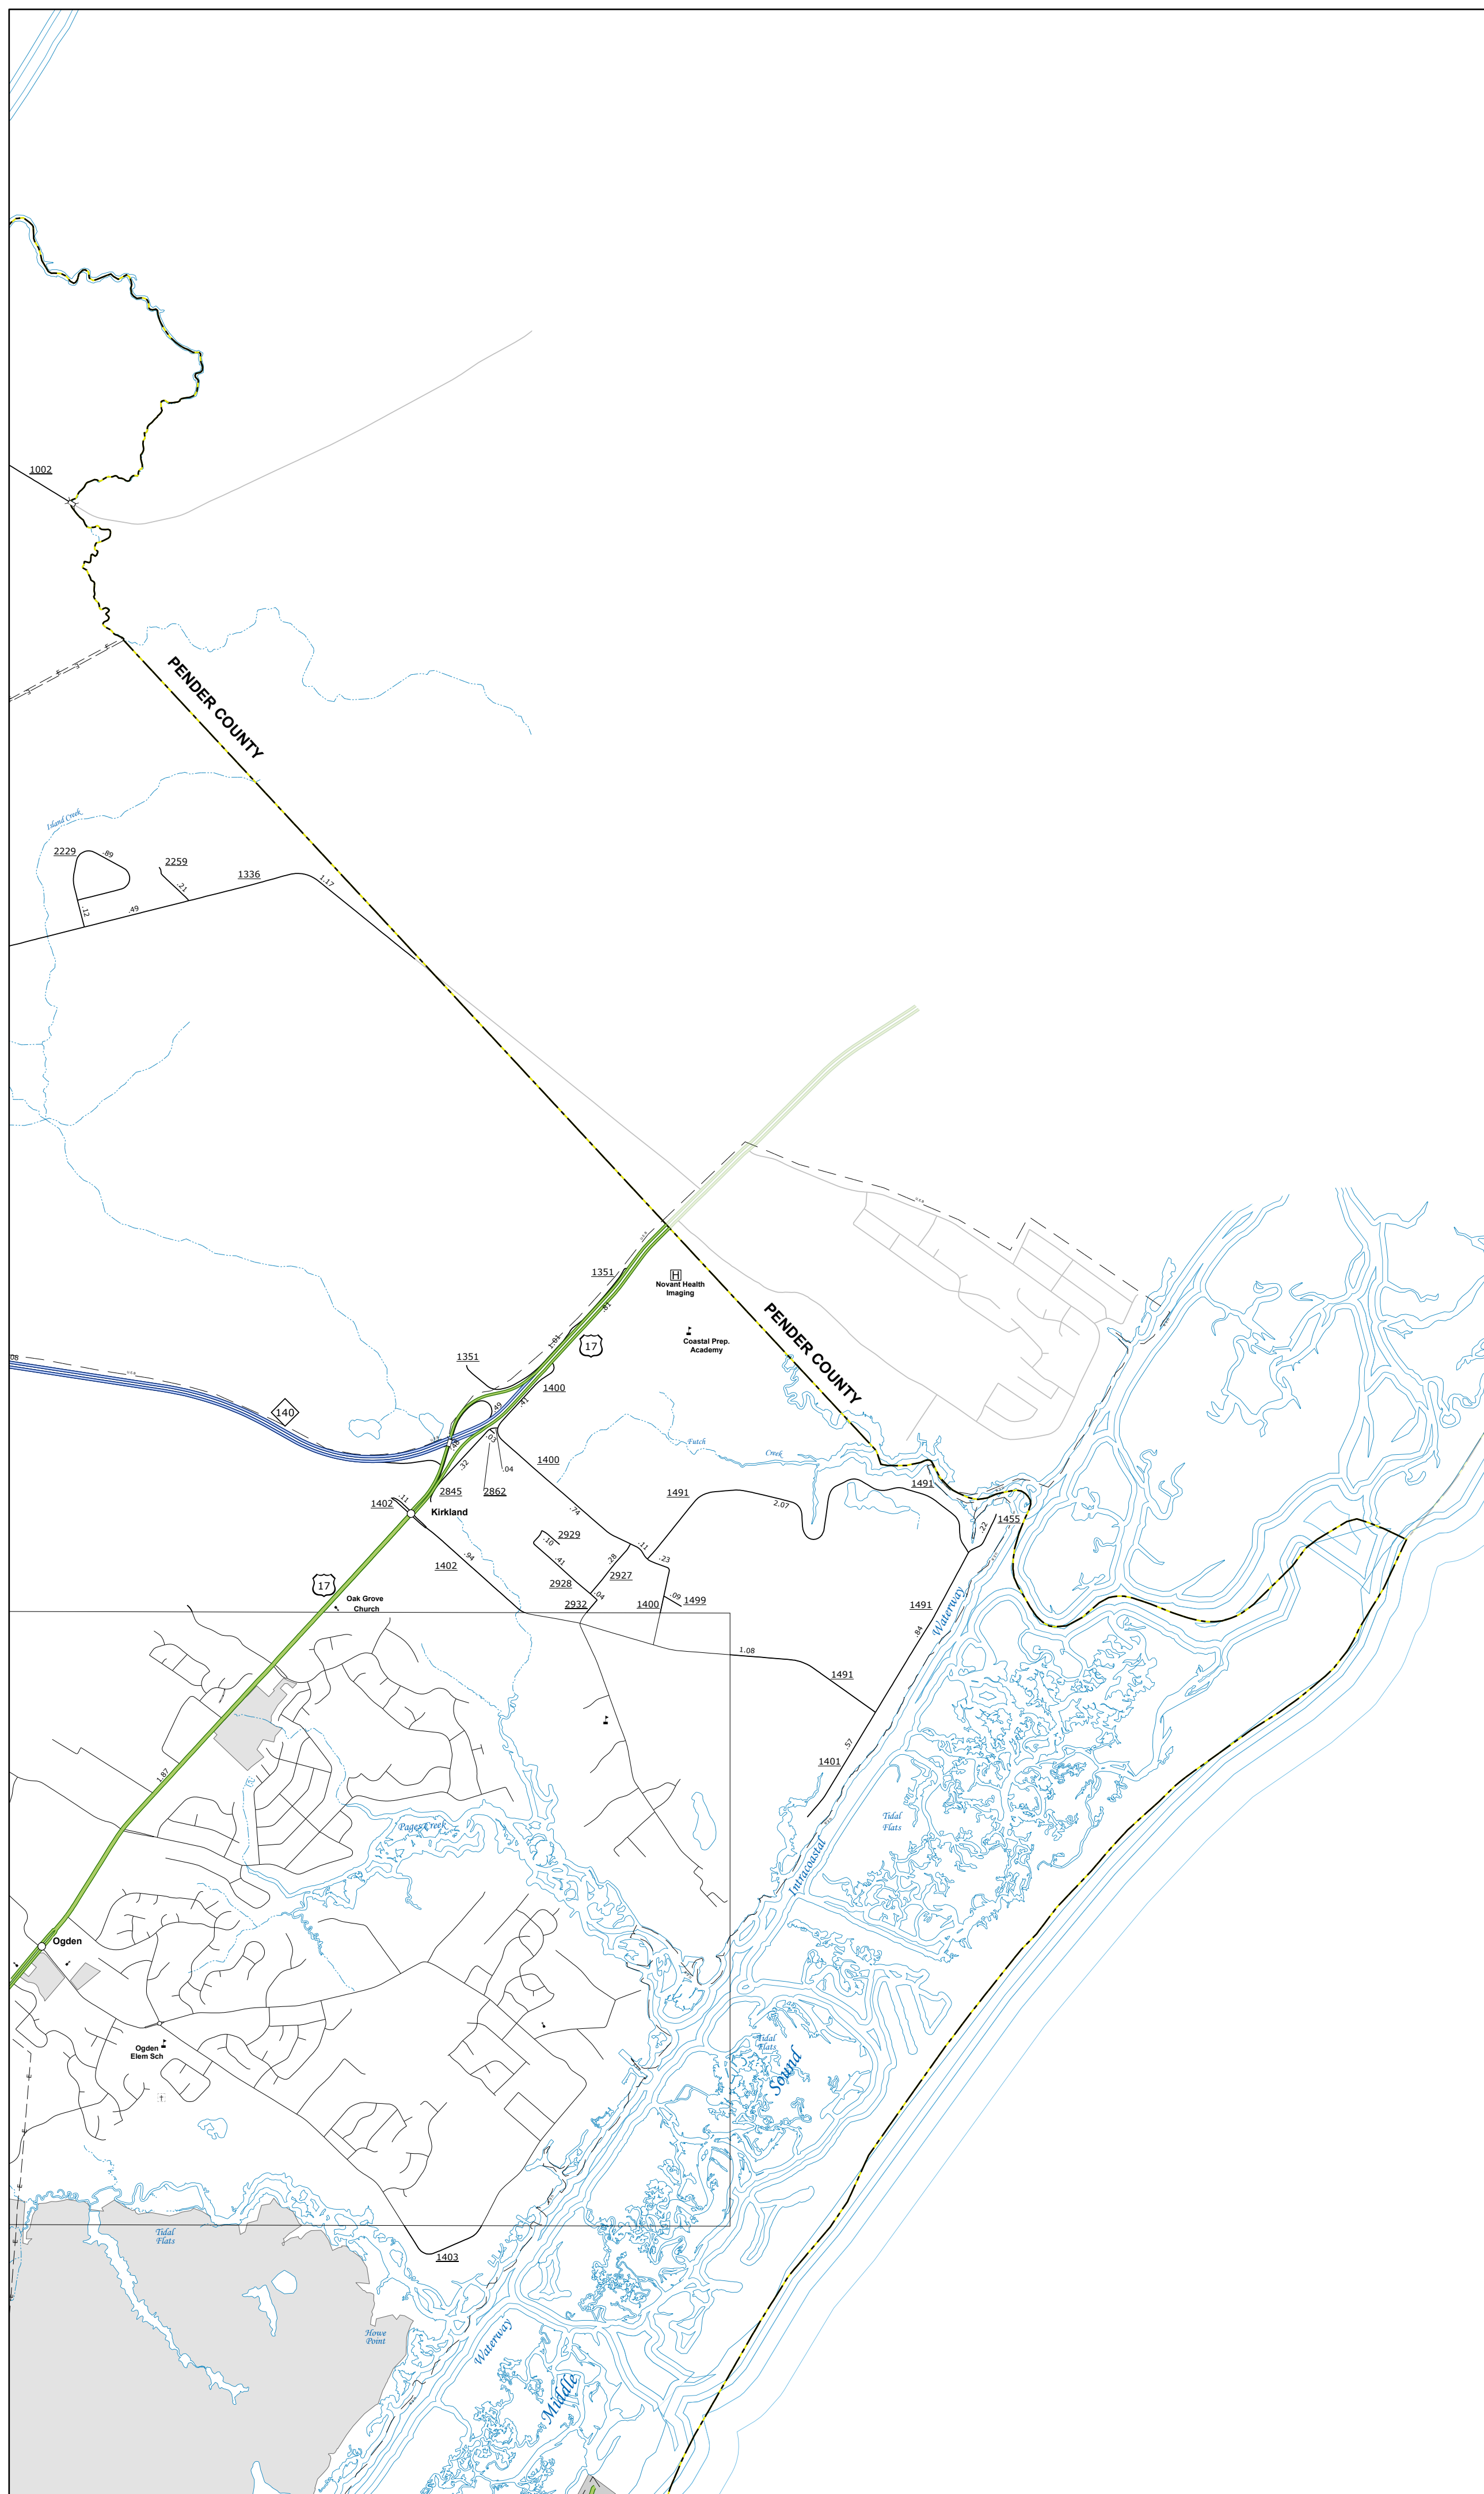 1002
PENDER COUNTY
Island Creek
2229
.89
2259
.21
1336
1.17
.12
.49
1351
.81
Novant Health
Imaging
Coastal Prep.
Academy
17
1.01
PENDER COUNTY
1351
1400
.49
.41
140
.03
.04
1400
Futch
Creek
.32
2845
2862
1402
.11
Kirkland
.74
1491
2.07
1491
.22
1455
.94
1402
2929
.10
.41
.28
.11
.23
2928
2927
.04
2932
1400
.09
1499
17
Oak Grove
Church
1491
.84
Waterway
1.08
1491
.57
1401
1.87
Pages Creek
Tidal
Flats
Intracoastal
Ogden
Ogden
Elem Sch
Tidal
Flats
Sound
Tidal
Flats
1403
Howe
Point
Waterway
Middle